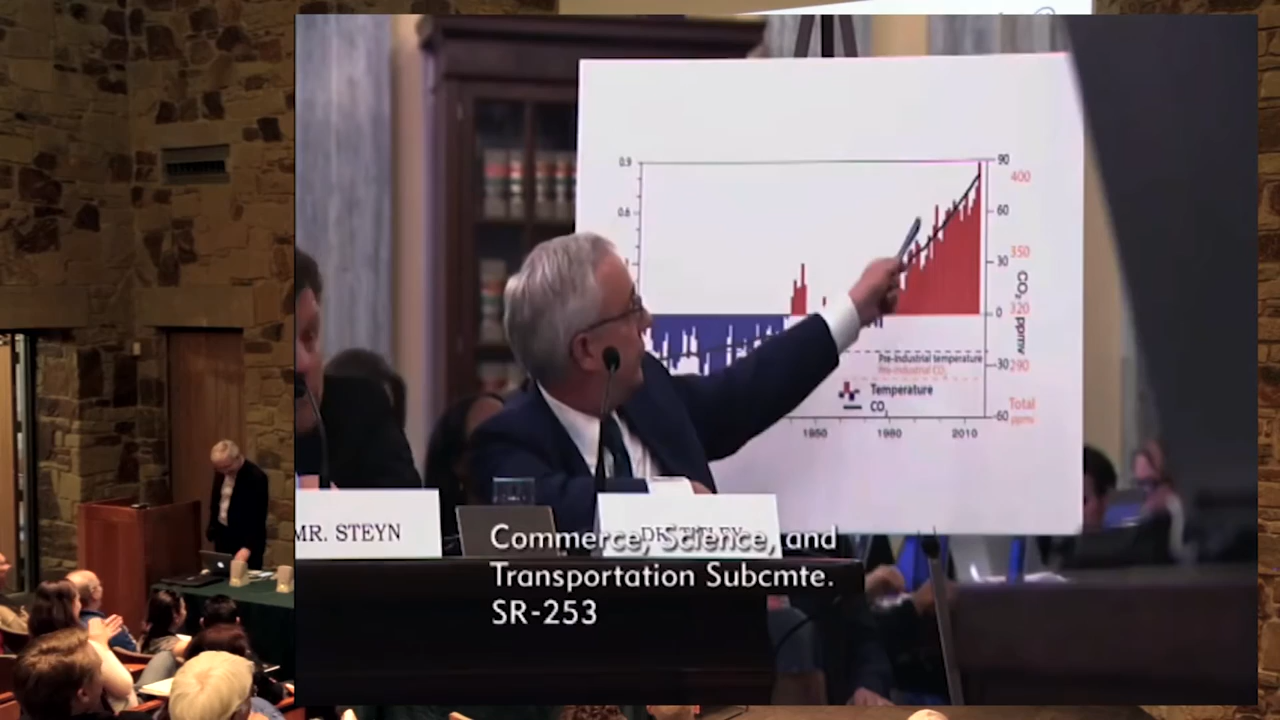 0.9
0.6
90
400
60
350
30
CO₂ ppmv
0
320
Pre-industrial temperature
Pre-industrial CO₂
-30
290
Temperature
CO₂
Total
ppmv
-60
1950
1980
2010
MR. STEYN
Commerce, Science, and
Transportation Subcmte.
SR-253